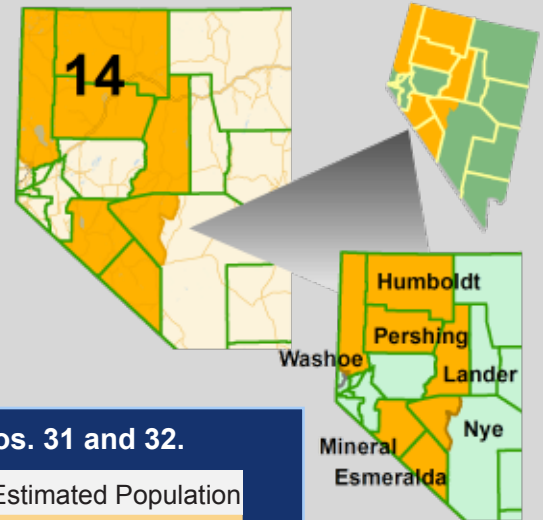 14
Humboldt
Pershing
Washoe
Lander
Nye
Mineral
Esmeralda
os. 31 and 32.
Estimated Population